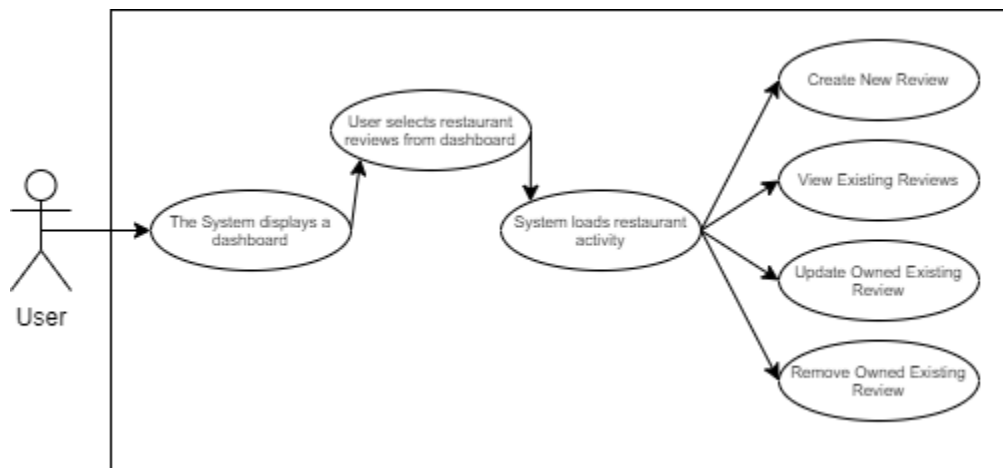 Create New Review
User selects restaurant
reviews from dashboard
View Existing Reviews
The System displays a
dashboard
System loads restaurant
activity
Update Owned Existing
Review
User
Remove Owned Existing
Review